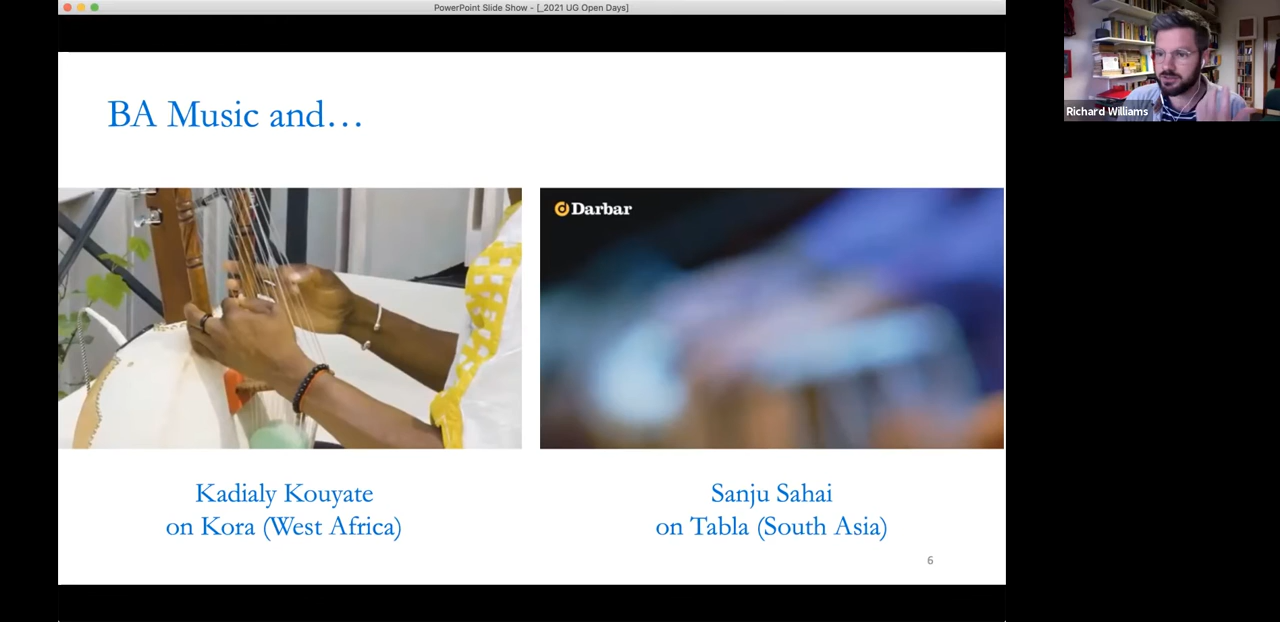 PowerPoint Slide Show - [_2021 UG Open Days]
Richard Williams
BA Music and…
Darbar
Kadialy Kouyate
on Kora (West Africa)
Sanju Sahai
on Tabla (South Asia)
6